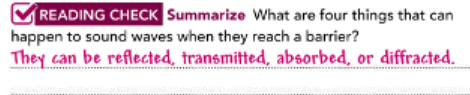 READING CHECK Summarize What are four things that can
happen to sound waves when they reach a barrier?
They can be reflected, transmitted, absorbed, or diffracted.